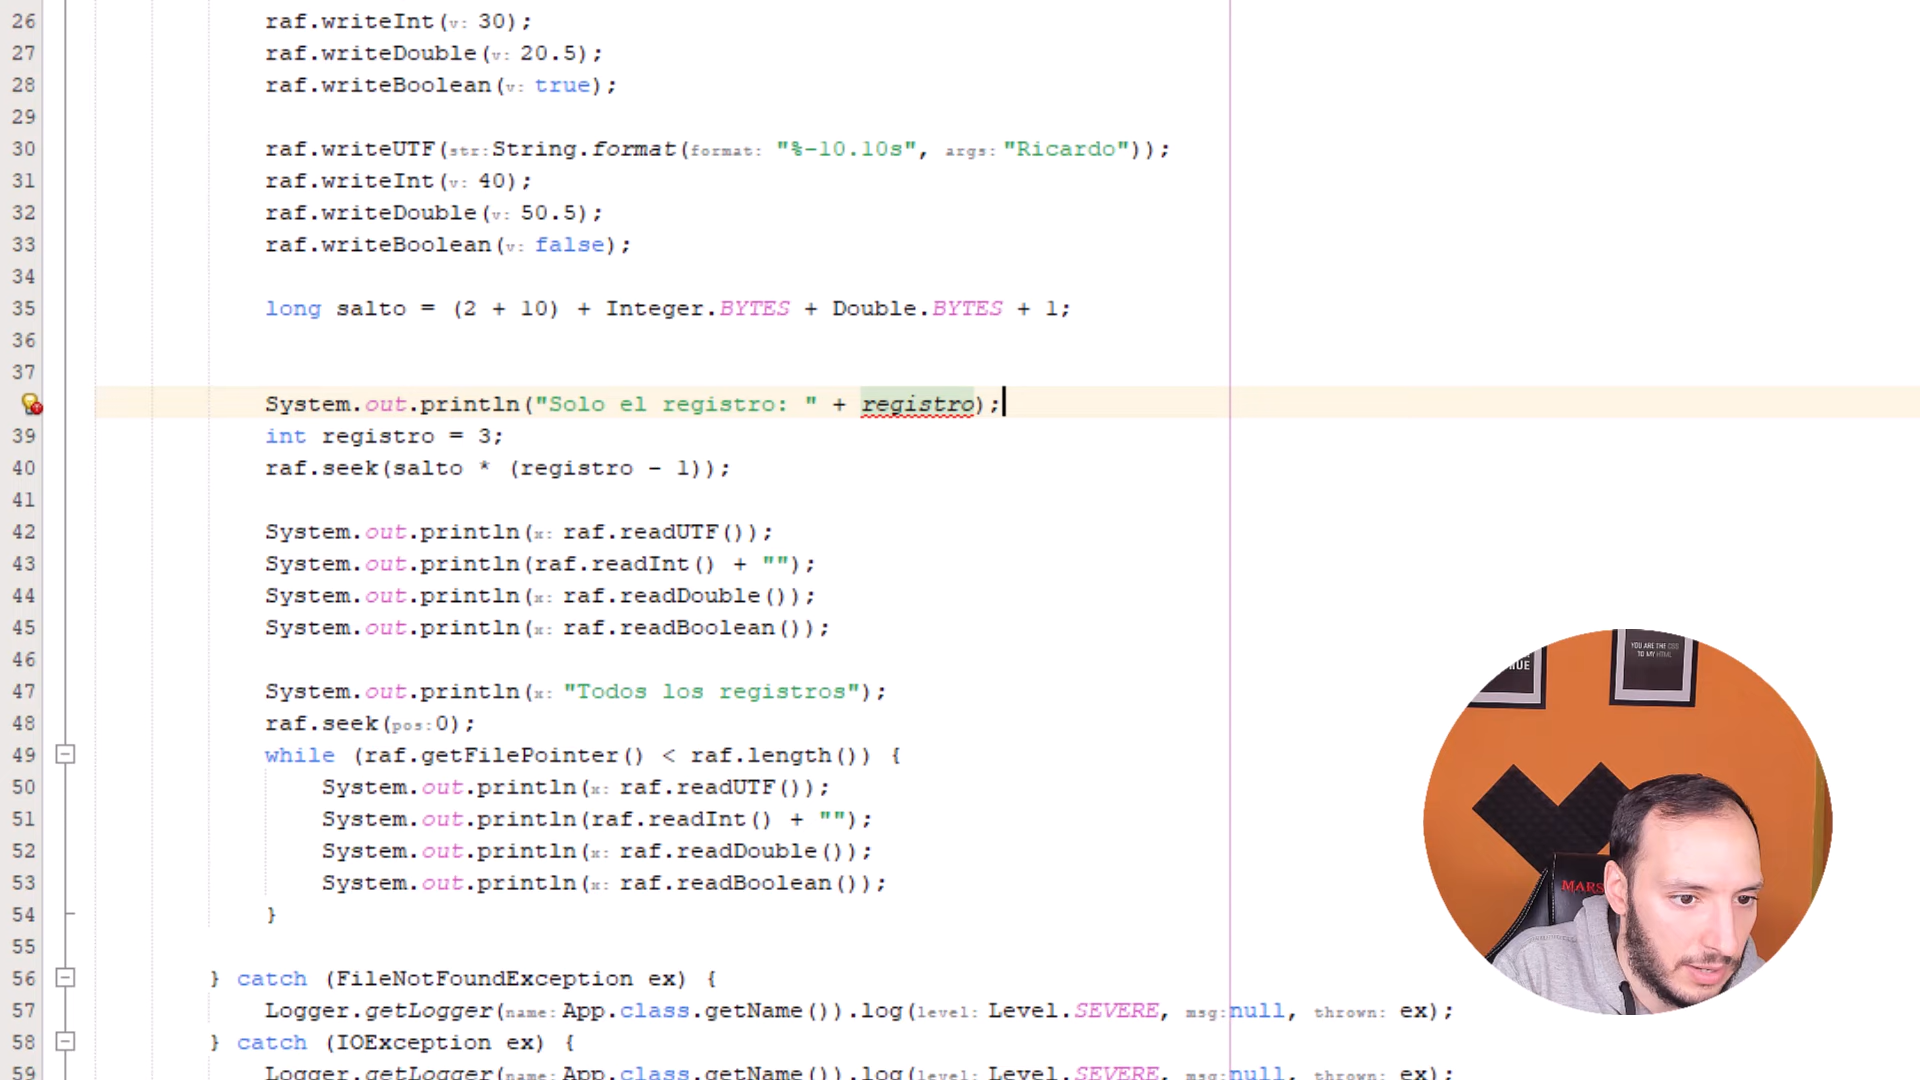 26 raf.writeInt(v: 30);
27 raf.writeDouble(v: 20.5);
28 raf.writeBoolean(v: true);
29
30 raf.writeUTF(str:String.format(format: "%-10.10s", args:"Ricardo"));
31 raf.writeInt(v: 40);
32 raf.writeDouble(v: 50.5);
33 raf.writeBoolean(v: false);
34
35 long salto = (2 + 10) + Integer.BYTES + Double.BYTES + 1;
36
37
System.out.println("Solo el registro: " + registro);
39 int registro = 3;
40 raf.seek(salto * (registro - 1));
41
42 System.out.println(x: raf.readUTF());
43 System.out.println(raf.readInt() + "");
44 System.out.println(x: raf.readDouble());
45 System.out.println(x: raf.readBoolean());
46
47 System.out.println(x: "Todos los registros");
48 raf.seek(pos:0);
49 while (raf.getFilePointer() < raf.length()) {
50 System.out.println(x: raf.readUTF());
51 System.out.println(raf.readInt() + "");
52 System.out.println(x: raf.readDouble());
53 System.out.println(x: raf.readBoolean());
54 }
55
56 } catch (FileNotFoundException ex) {
57 Logger.getLogger(name:App.class.getName()).log(level:Level.SEVERE, msg:null, thrown: ex);
58 } catch (IOException ex) {
59 Logger.getLogger(name:App.class.getName()).log(level:Level.SEVERE, msg:null, thrown: ex);
YOU ARE THE CSS
TO MY HTML
MARS